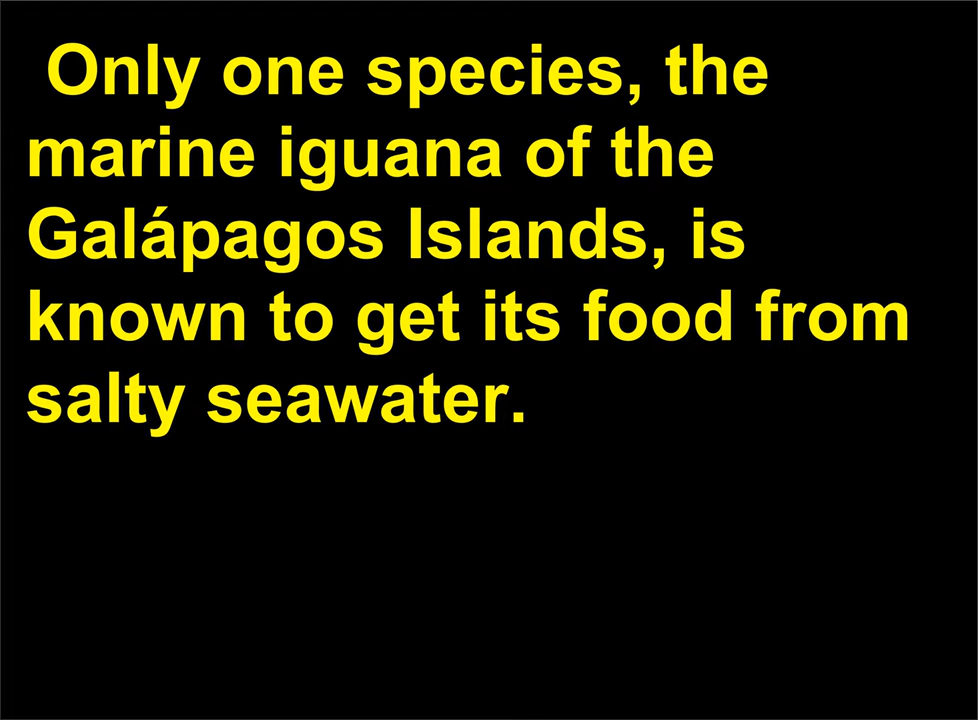 Only one species, the
marine iguana of the
Galápagos Islands, is
known to get its food from
salty seawater.